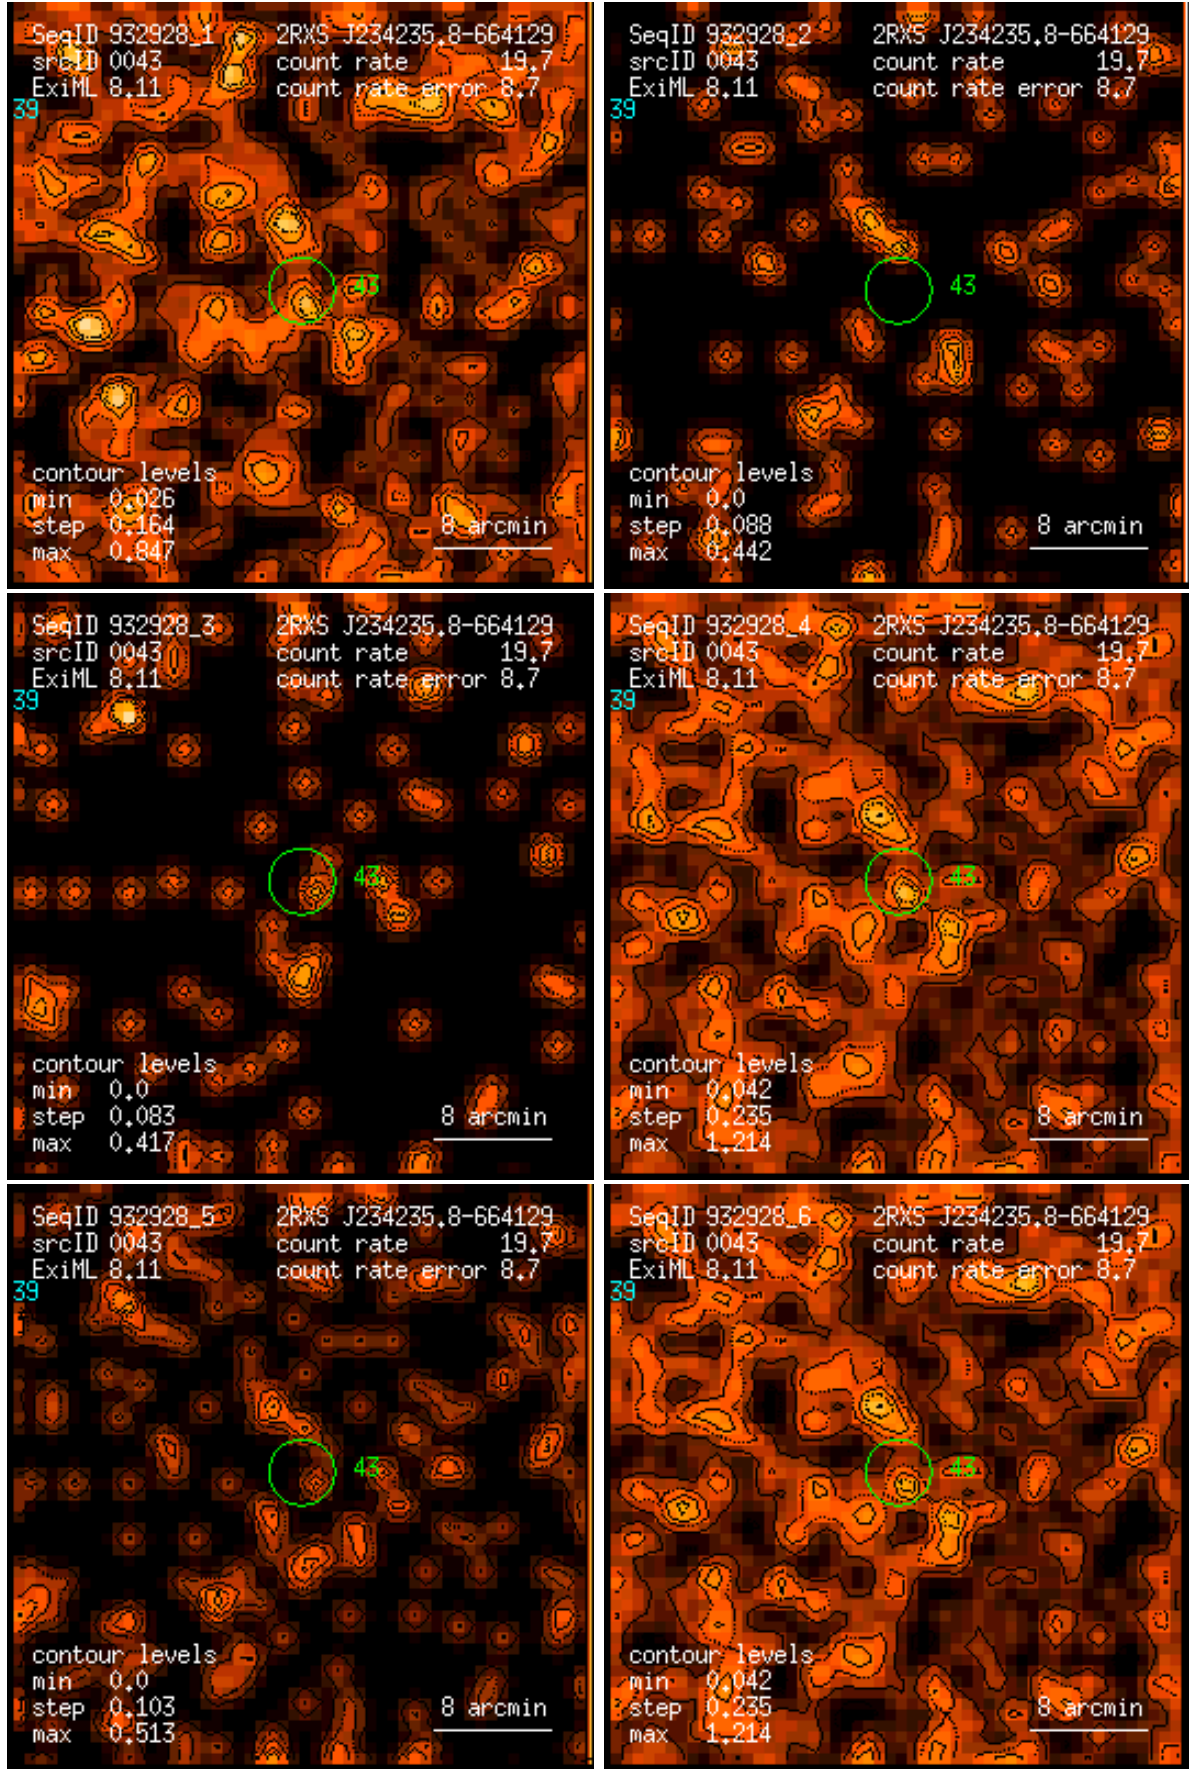 SeqID 932928_1 2RXS J234235.8-664129
srcID 0043 count rate 19.7
ExiML 8.11 count rate error 8.7
39
43
contour levels
min 0.026
step 0.164
max 0.847
8 arcmin
SeqID 932928_2 2RXS J234235.8-664129
srcID 0043 count rate 19.7
ExiML 8.11 count rate error 8.7
39
43
contour levels
min 0.0
step 0.088
max 0.442
8 arcmin
SeqID 932928_3 2RXS J234235.8-664129
srcID 0043 count rate 19.7
ExiML 8.11 count rate error 8.7
39
43
contour levels
min 0.0
step 0.083
max 0.417
8 arcmin
SeqID 932928_4 2RXS J234235.8-664129
srcID 0043 count rate 19.7
ExiML 8.11 count rate error 8.7
39
43
contour levels
min 0.042
step 0.235
max 1.214
8 arcmin
SeqID 932928_5 2RXS J234235.8-664129
srcID 0043 count rate 19.7
ExiML 8.11 count rate error 8.7
39
43
contour levels
min 0.0
step 0.103
max 0.513
8 arcmin
SeqID 932928_6 2RXS J234235.8-664129
srcID 0043 count rate 19.7
ExiML 8.11 count rate error 8.7
39
43
contour levels
min 0.042
step 0.235
max 1.214
8 arcmin